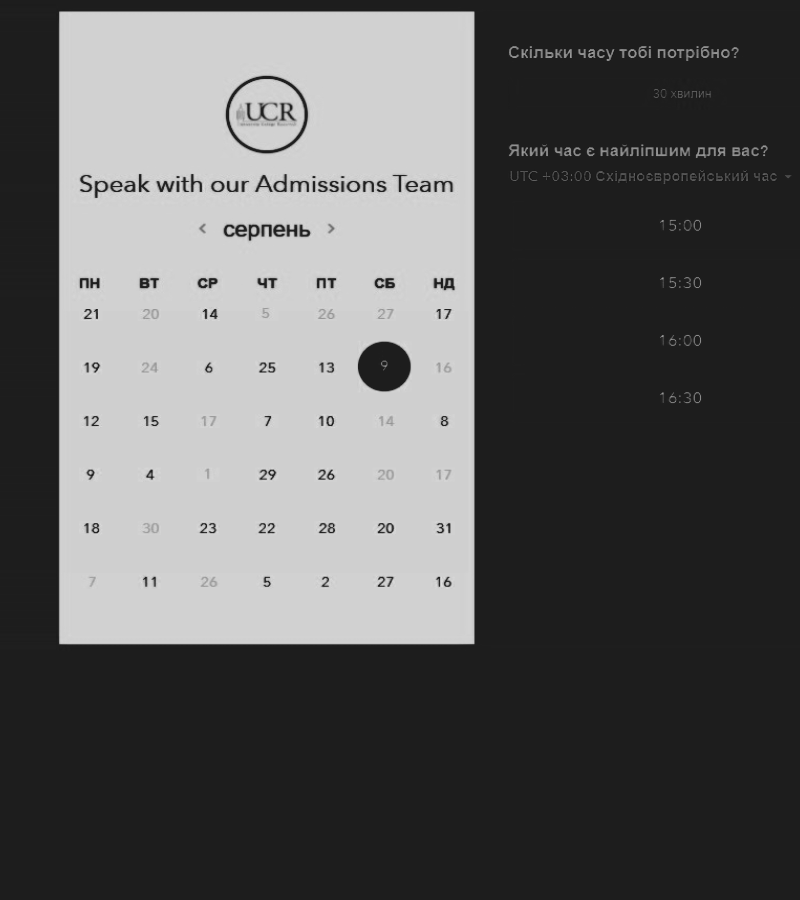 UCR
Speak with our Admissions Team
< серпень >
ПН ВТ СР ЧТ ПТ СБ НД
21 20 14 5 26 27 17
19 24 6 25 13 9 16
12 15 17 7 10 14 8
9 4 1 29 26 20 17
18 30 23 22 28 20 31
7 11 26 5 2 27 16
Скільки часу тобі потрібно?
30 хвилин
Який час є найліпшим для вас?
UTC +03:00 Східноєвропейський час
15:00
15:30
16:00
16:30